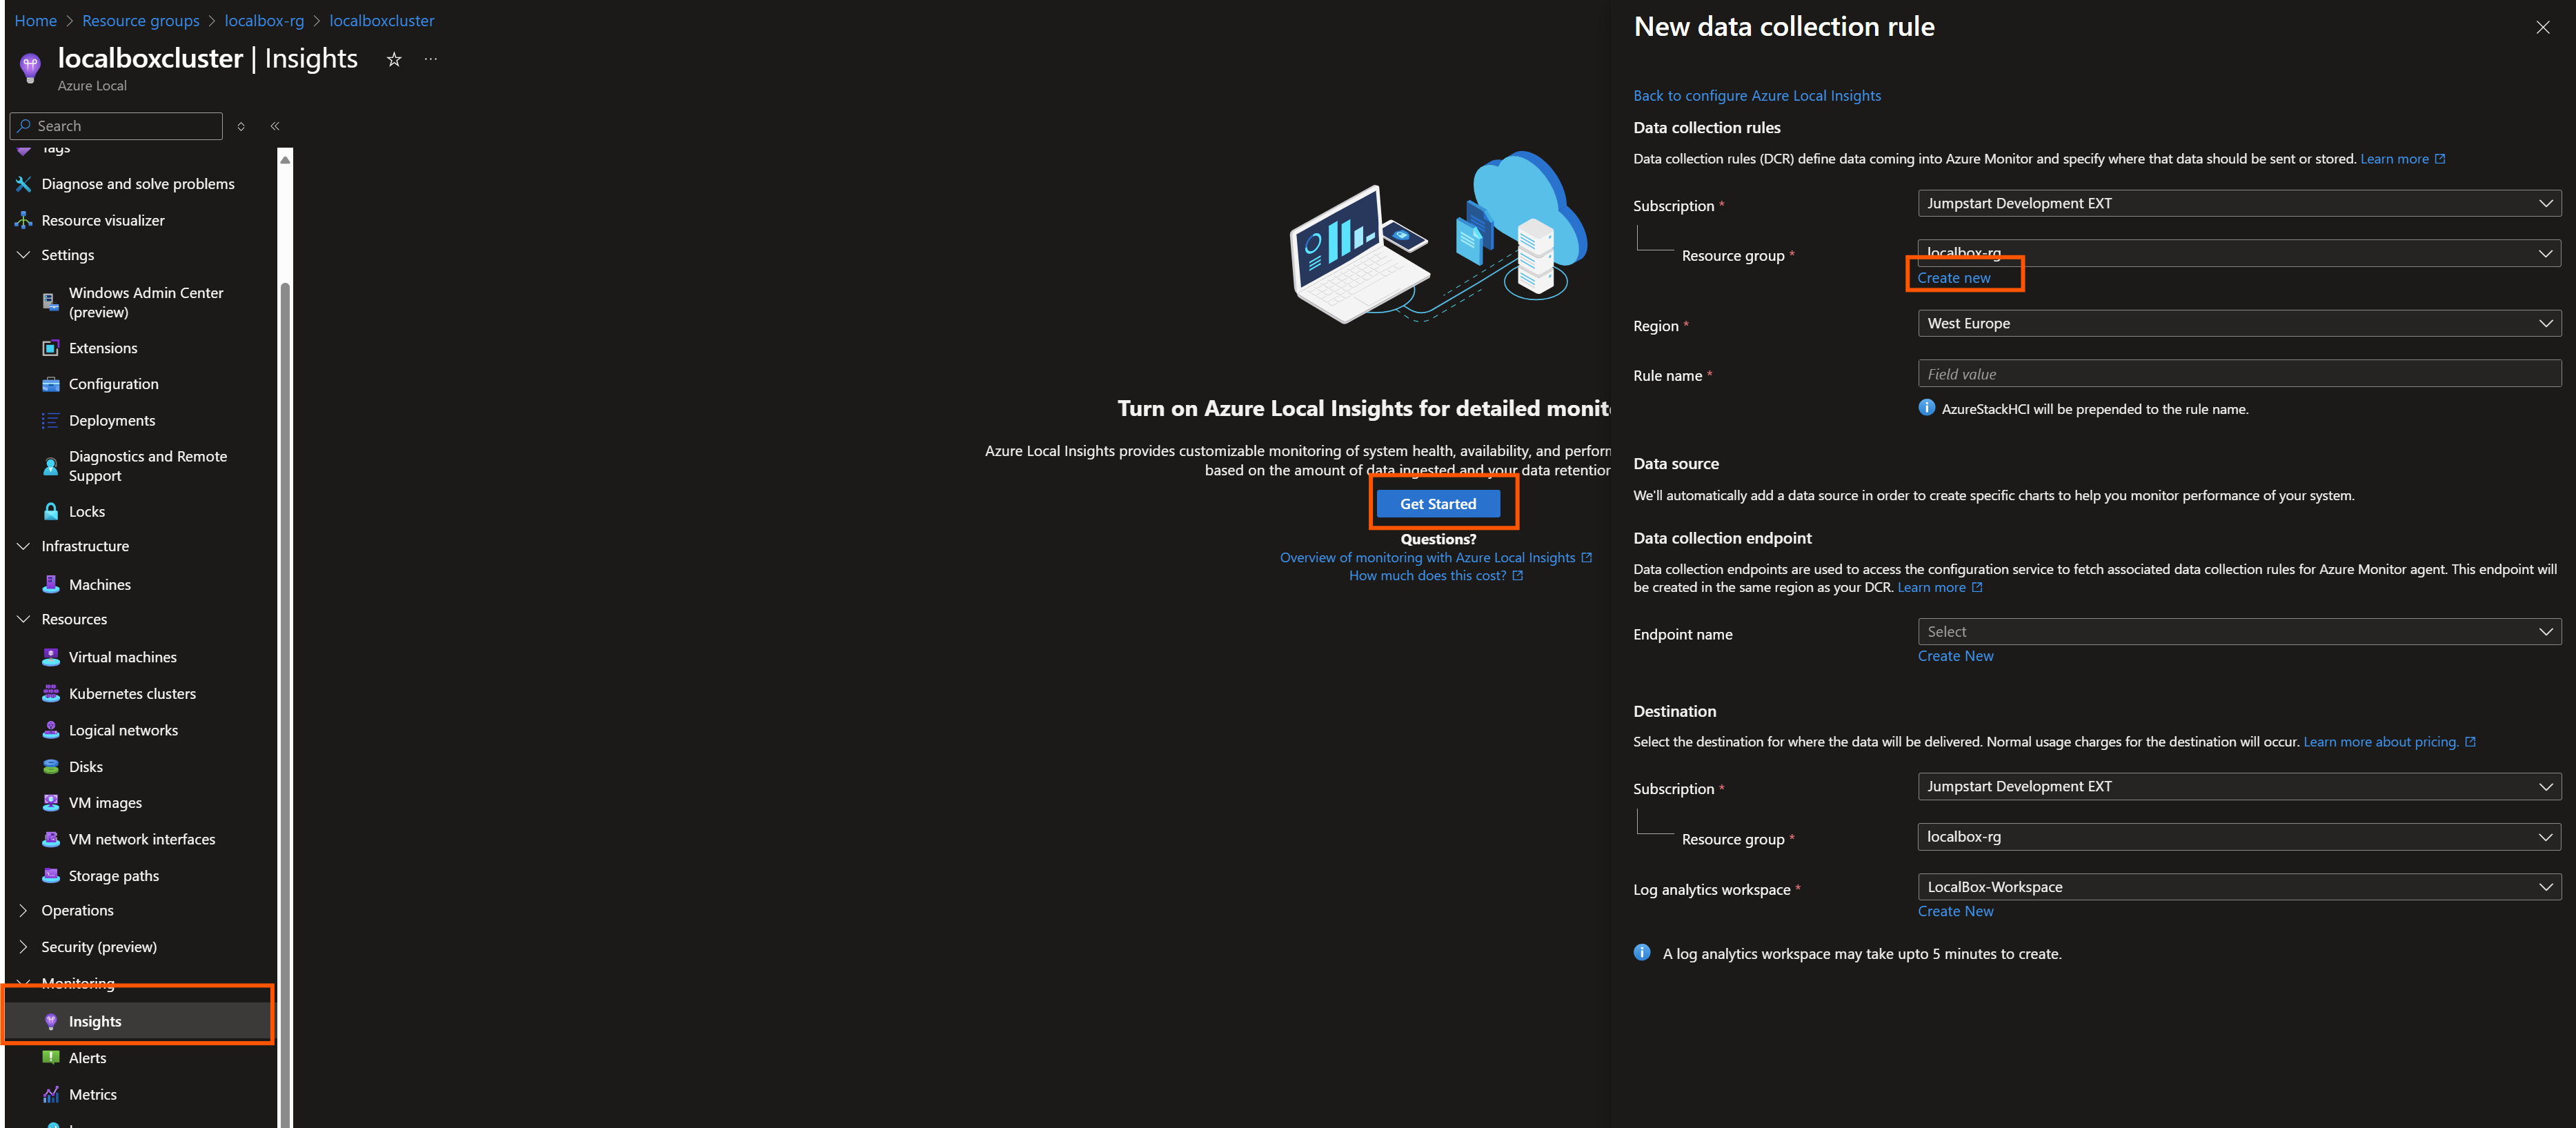 Home > Resource groups > localbox-rg > localboxcluster
localboxcluster | Insights
Azure Local
Search
Tags
Diagnose and solve problems
Resource visualizer
Settings
Windows Admin Center
(preview)
Extensions
Configuration
Deployments
Diagnostics and Remote
Support
Locks
Infrastructure
Machines
Resources
Virtual machines
Kubernetes clusters
Logical networks
Disks
VM images
VM network interfaces
Storage paths
Operations
Security (preview)
Monitoring
Insights
Alerts
Metrics
Turn on Azure Local Insights for detailed monit
Azure Local Insights provides customizable monitoring of system health, availability, and perforn
based on the amount of data ingested and your data retention
Get Started
Questions?
Overview of monitoring with Azure Local Insights
How much does this cost?
New data collection rule
Back to configure Azure Local Insights
Data collection rules
Data collection rules (DCR) define data coming into Azure Monitor and specify where that data should be sent or stored. Learn more
Subscription * Jumpstart Development EXT
Resource group * localbox-rg
Create new
Region * West Europe
Rule name * Field value
AzureStackHCI will be prepended to the rule name.
Data source
We'll automatically add a data source in order to create specific charts to help you monitor performance of your system.
Data collection endpoint
Data collection endpoints are used to access the configuration service to fetch associated data collection rules for Azure Monitor agent. This endpoint will
be created in the same region as your DCR. Learn more
Endpoint name Select
Create New
Destination
Select the destination for where the data will be delivered. Normal usage charges for the destination will occur. Learn more about pricing.
Subscription * Jumpstart Development EXT
Resource group * localbox-rg
Log analytics workspace * LocalBox-Workspace
Create New
A log analytics workspace may take upto 5 minutes to create.